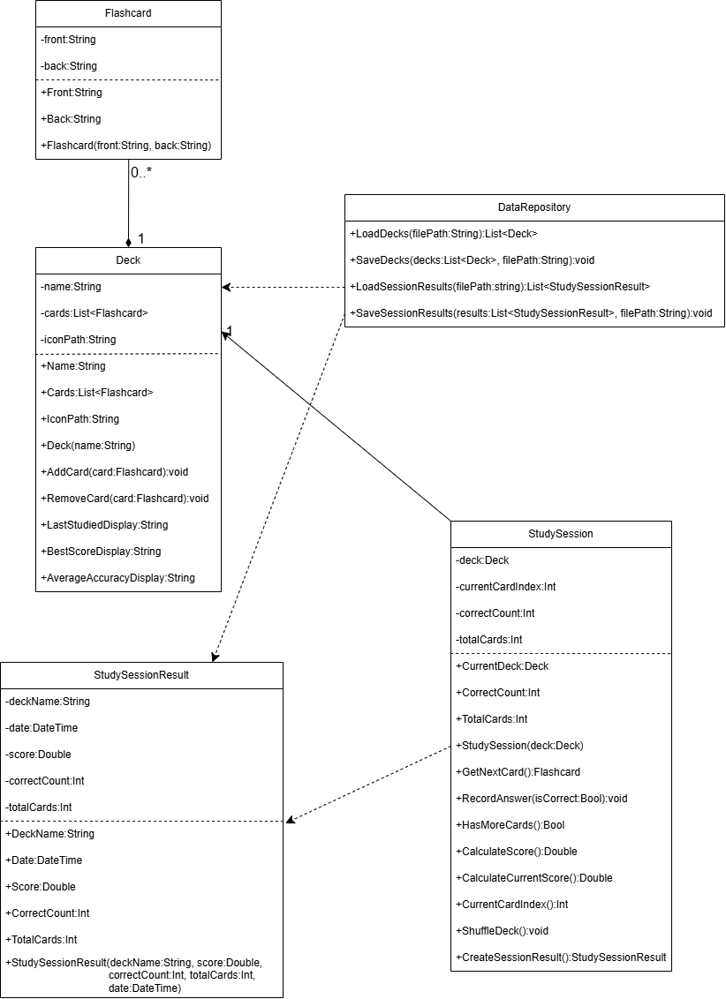 Flashcard
-front:String
-back:String
+Front:String
+Back:String
+Flashcard(front:String, back:String)
0..*
1
Deck
-name:String
-cards:List<Flashcard>
-iconPath:String
+Name:String
+Cards:List<Flashcard>
+IconPath:String
+Deck(name:String)
+AddCard(card:Flashcard):void
+RemoveCard(card:Flashcard):void
+LastStudiedDisplay:String
+BestScoreDisplay:String
+AverageAccuracyDisplay:String
DataRepository
+LoadDecks(filePath:String):List<Deck>
+SaveDecks(decks:List<Deck>, filePath:String):void
+LoadSessionResults(filePath:string):List<StudySessionResult>
+SaveSessionResults(results:List<StudySessionResult>, filePath:String):void
1
StudySession
-deck:Deck
-currentCardIndex:Int
-correctCount:Int
-totalCards:Int
+CurrentDeck:Deck
+CorrectCount:Int
+TotalCards:Int
+StudySession(deck:Deck)
+GetNextCard():Flashcard
+RecordAnswer(isCorrect:Bool):void
+HasMoreCards():Bool
+CalculateScore():Double
+CalculateCurrentScore():Double
+CurrentCardIndex():Int
+ShuffleDeck():void
+CreateSessionResult():StudySessionResult
StudySessionResult
-deckName:String
-date:DateTime
-score:Double
-correctCount:Int
-totalCards:Int
+DeckName:String
+Date:DateTime
+Score:Double
+CorrectCount:Int
+TotalCards:Int
+StudySessionResult(deckName:String, score:Double,
correctCount:Int, totalCards:Int,
date:DateTime)